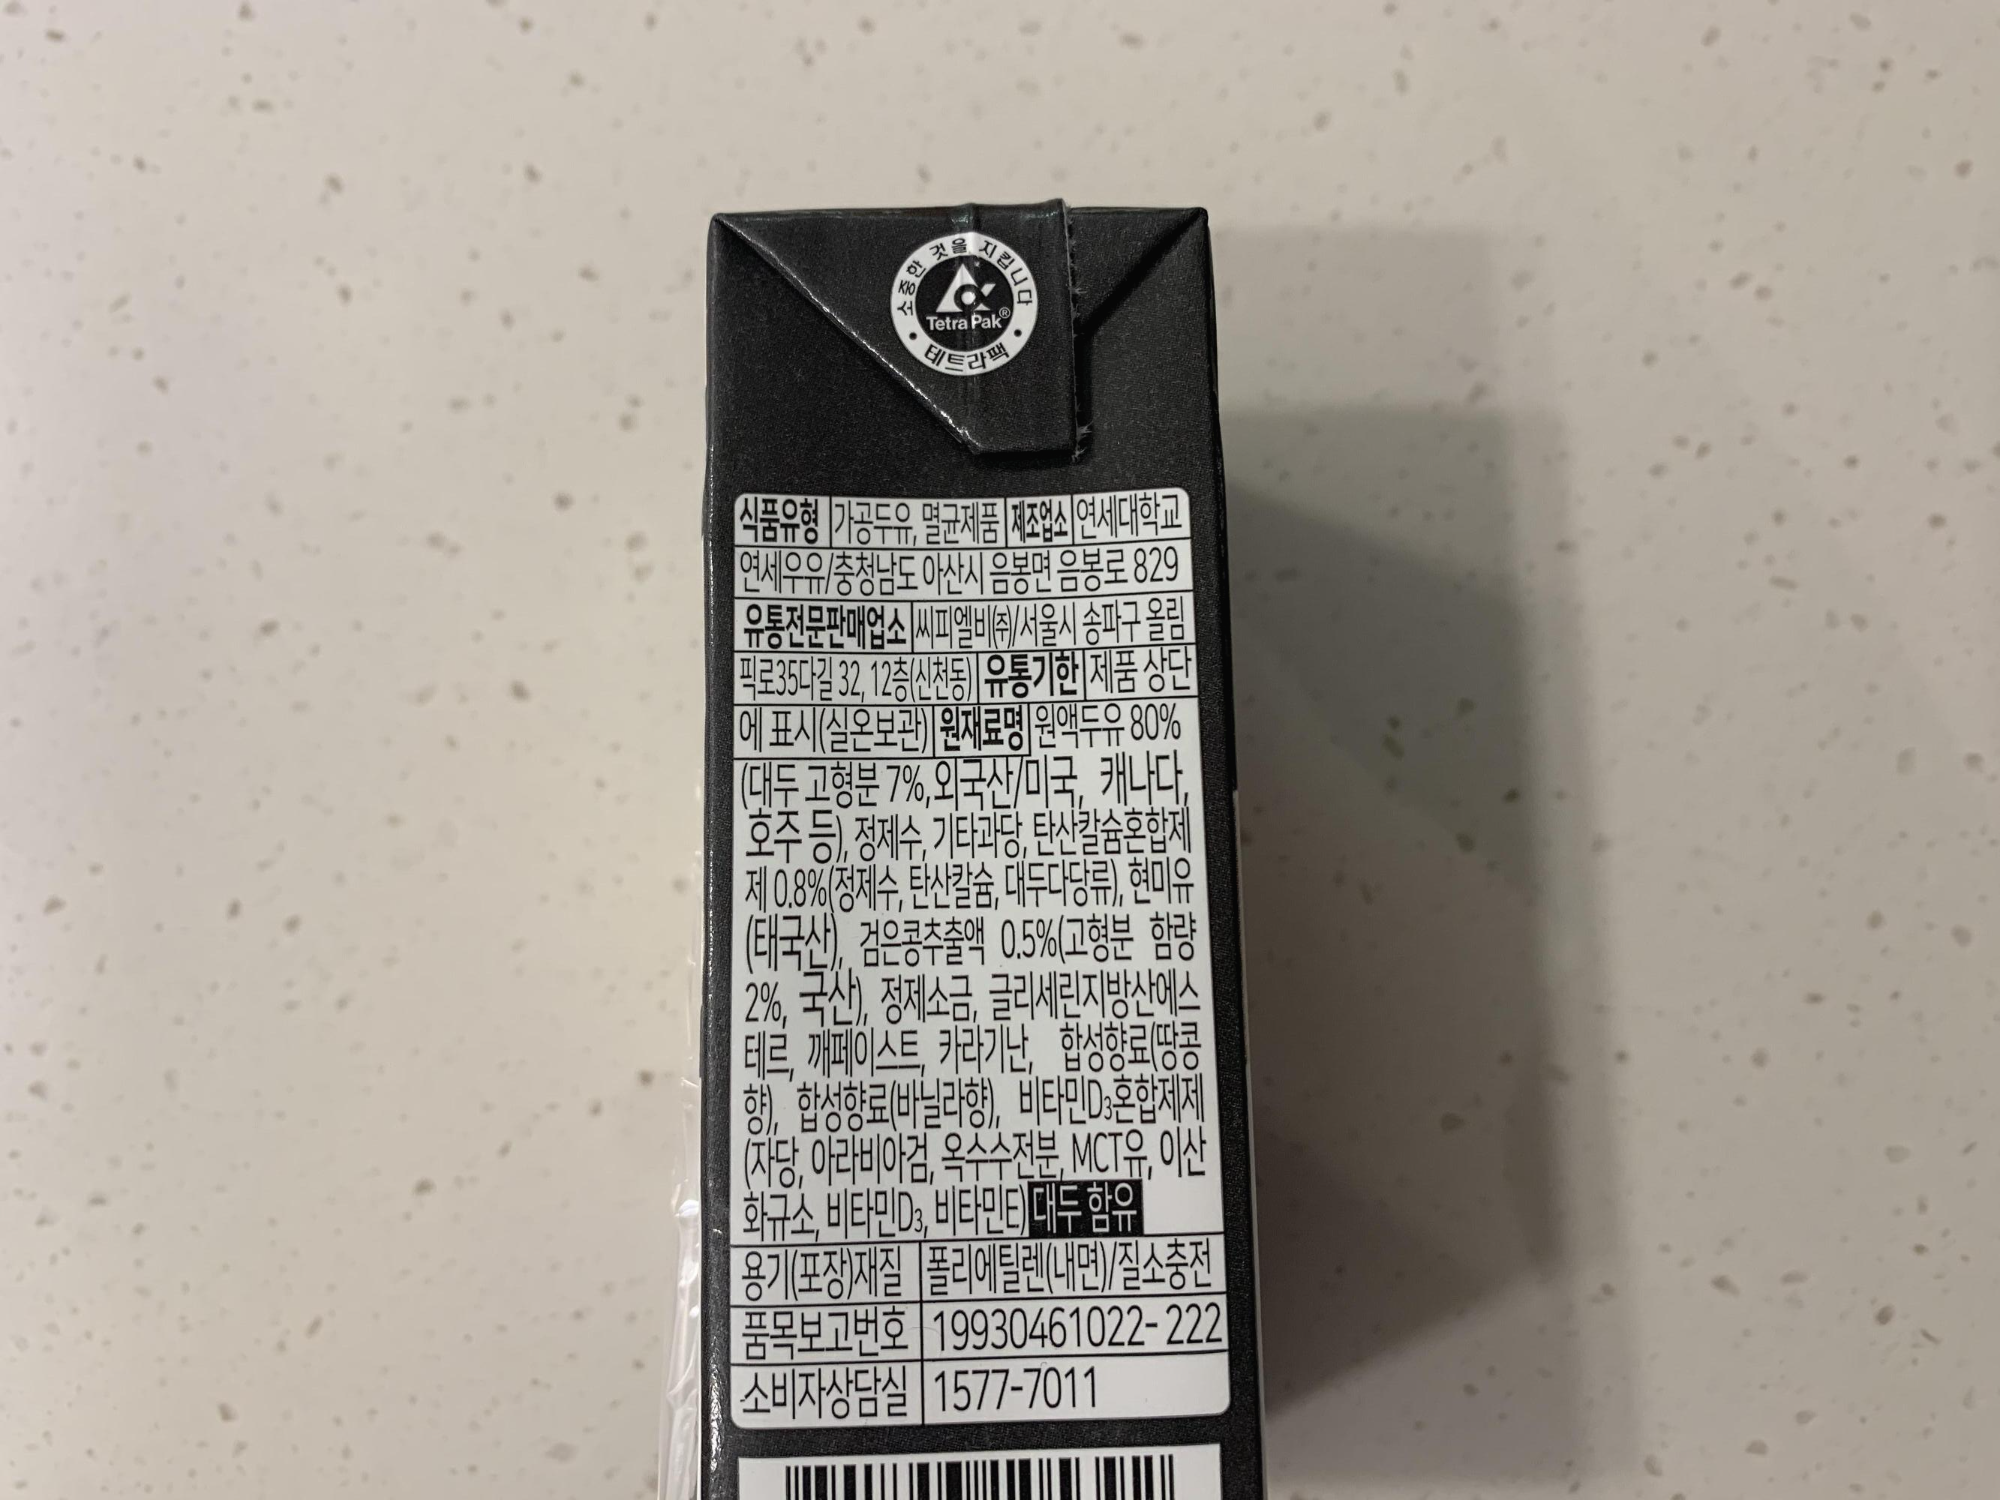 소중한 것을 지킵니다
Tetra Pak®
테트라팩
식품유형 가공두유, 멸균제품 제조업소 연세대학교
연세우유/충청남도 아산시 음봉면 음봉로 829
유통전문판매업소 씨피엘비(주)/서울시 송파구 올림
픽로35다길 32, 12층(신천동) 유통기한 제품 상단
에 표시(실온보관) 원재료명 원액두유 80%
(대두 고형분 7%, 외국산/미국, 캐나다,
호주 등), 정제수, 기타과당, 탄산칼슘혼합제
제 0.8%(정제수, 탄산칼슘, 대두다당류), 현미유
(태국산), 검은콩추출액 0.5%(고형분 함량
2%, 국산), 정제소금, 글리세린지방산에스
테르, 깨페이스트, 카라기난, 합성향료(땅콩
향), 합성향료(바닐라향), 비타민D₃혼합제제
(자당, 아라비아검, 옥수수전분, MCT유, 이산
화규소, 비타민D₃, 비타민E) 대두 함유
용기(포장)재질 폴리에틸렌(내면)/질소충전
품목보고번호 19930461022-222
소비자상담실 1577-7011